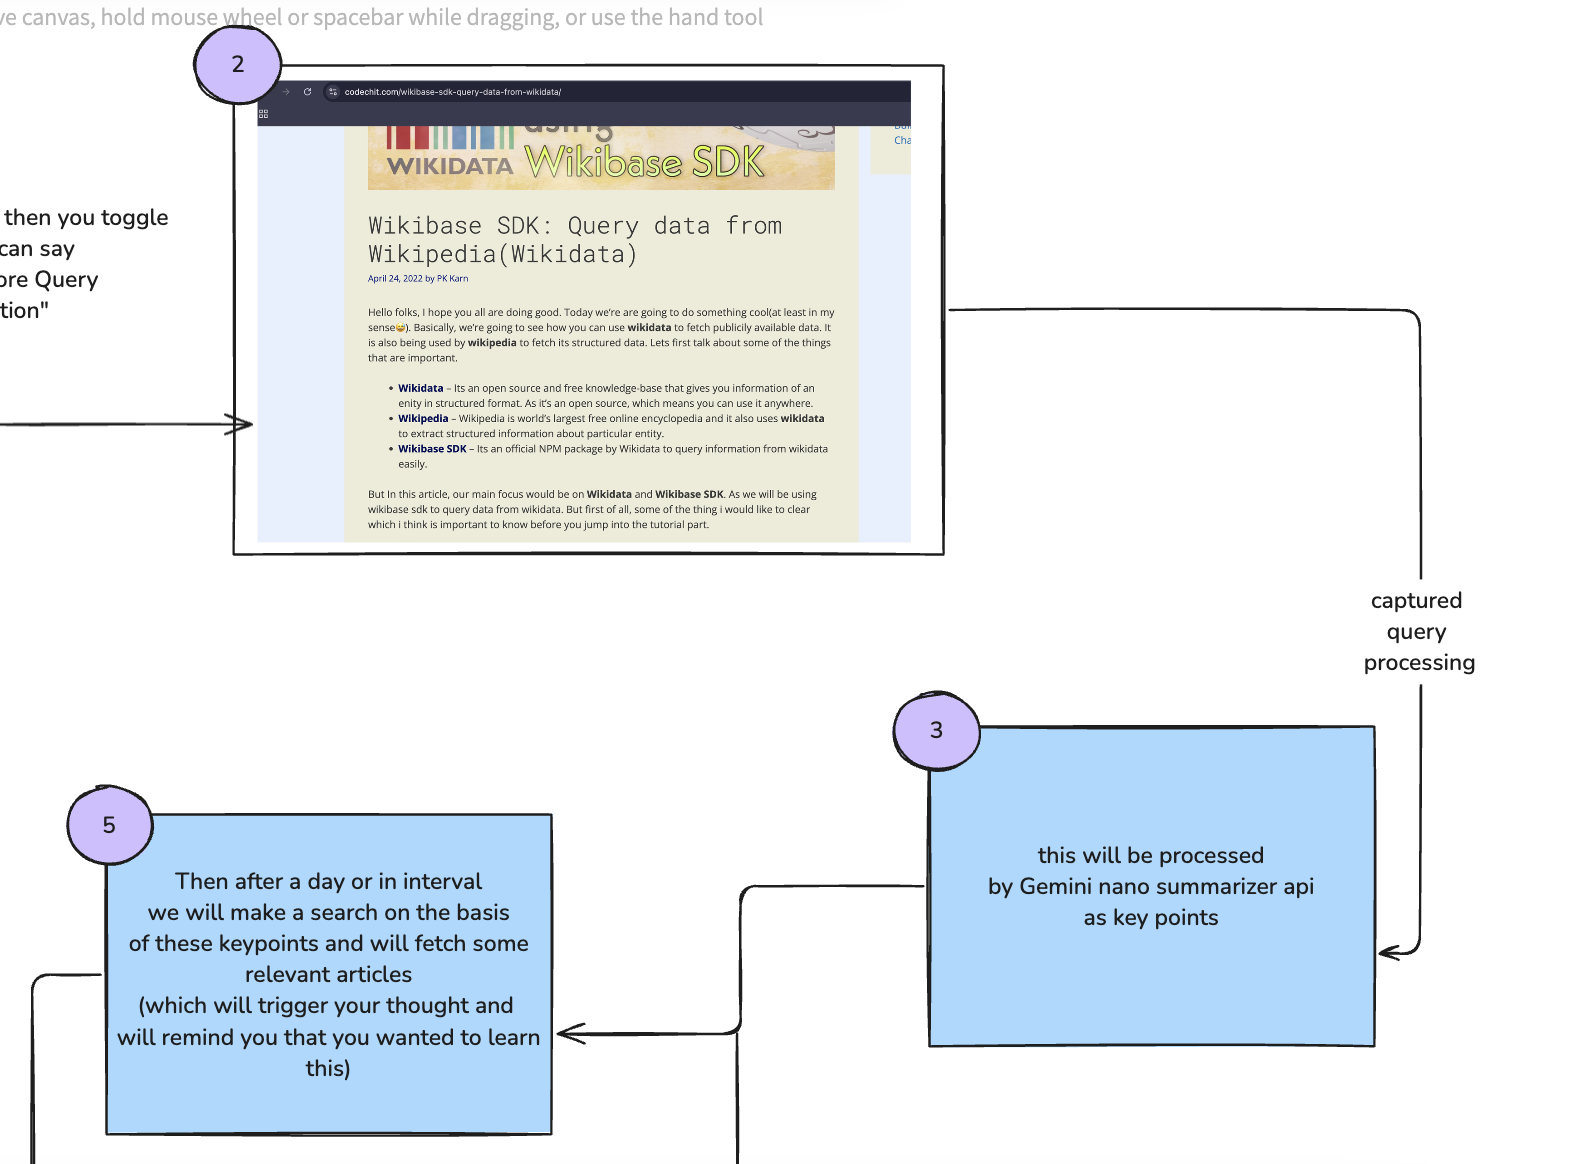 ve canvas, hold mouse wheel or spacebar while dragging, or use the hand tool
2
codechit.com/wikibase-sdk-query-data-from-wikidata/
using
WIKIDATA Wikibase SDK
Cha
Wikibase SDK: Query data from
Wikipedia(Wikidata)
April 24, 2022 by PK Karn
Hello folks, I hope you all are doing good. Today we're are going to do something cool(at least in my
sense😅). Basically, we're going to see how you can use wikidata to fetch publicily available data. It
is also being used by wikipedia to fetch its structured data. Lets first talk about some of the things
that are important.
• Wikidata – Its an open source and free knowledge-base that gives you information of an
enity in structured format. As it's an open source, which means you can use it anywhere.
• Wikipedia – Wikipedia is world's largest free online encyclopedia and it also uses wikidata
to extract structured information about particular entity.
• Wikibase SDK – Its an official NPM package by Wikidata to query information from wikidata
easily.
But In this article, our main focus would be on Wikidata and Wikibase SDK. As we will be using
wikibase sdk to query data from wikidata. But first of all, some of the thing i would like to clear
which i think is important to know before you jump into the tutorial part.
then you toggle
can say
ore Query
tion"
captured
query
processing
3
this will be processed
by Gemini nano summarizer api
as key points
5
Then after a day or in interval
we will make a search on the basis
of these keypoints and will fetch some
relevant articles
(which will trigger your thought and
will remind you that you wanted to learn
this)